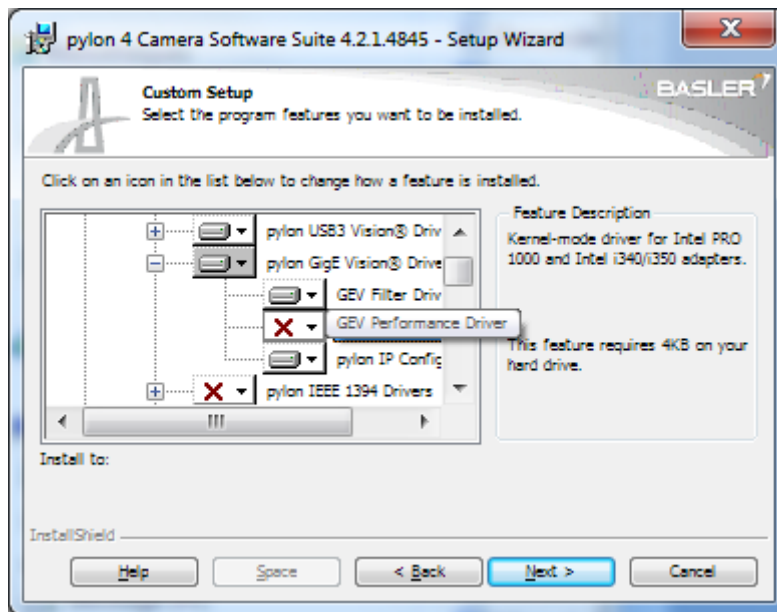 pylon 4 Camera Software Suite 4.2.1.4845 - Setup Wizard
Custom Setup
Select the program features you want to be installed.
BASLER
Click on an icon in the list below to change how a feature is installed.
pylon USB3 Vision® Driv
pylon GigE Vision® Drive
GEV Filter Driv
GEV Performance Driver
pylon IP Config
pylon IEEE 1394 Drivers
Feature Description
Kernel-mode driver for Intel PRO
1000 and Intel i340/i350 adapters.
This feature requires 4KB on your
hard drive.
Install to:
InstallShield
Help
Space
< Back
Next >
Cancel